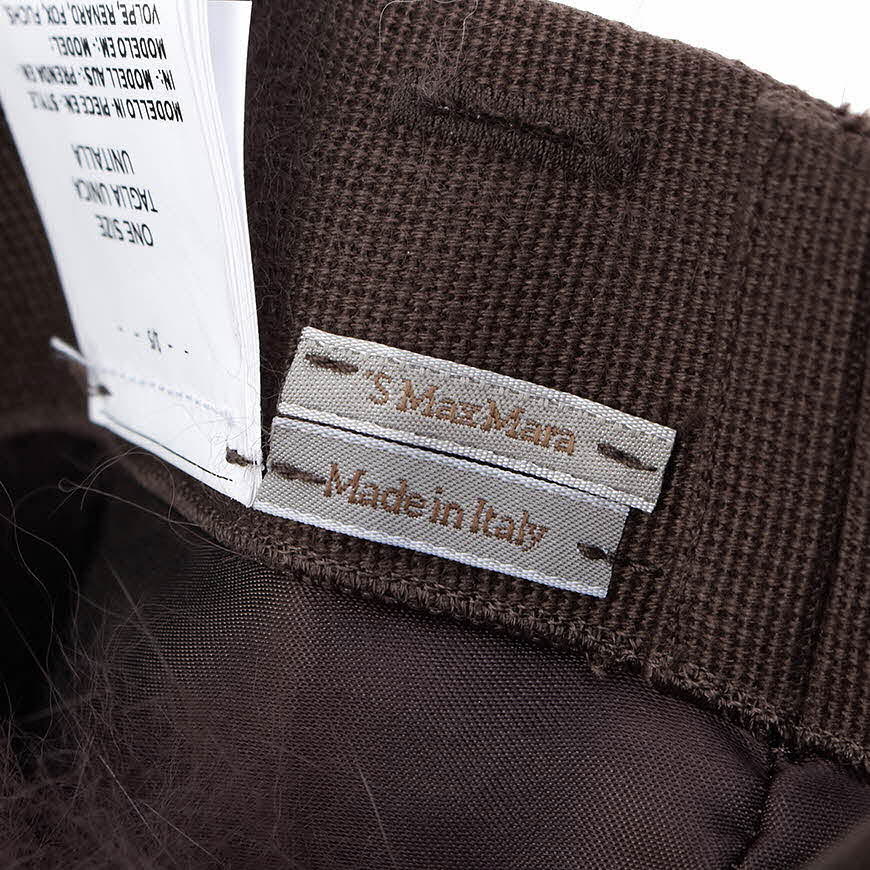 ONE SIZE
TAGLIA UNICA
UNITALLA
MODELLO IN- PIECE EN- STYLE
IN:- MODELL AUS:- PRENDA EN
MODELO EM:- MODEL:
VOLPE, RENARD, FOX FUCHS
'S MaxMara
Made in Italy